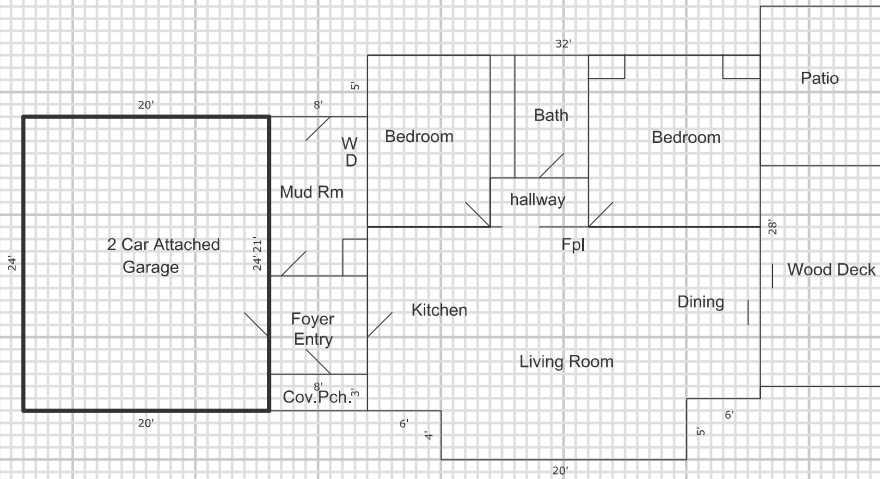 32'
Patio
5'
20'
8'
Bath
W
D
Bedroom
Bedroom
Mud Rm
hallway
28'
2 Car Attached
Garage
24'
24'
21'
Fpl
Wood Deck
Kitchen
Dining
Foyer
Entry
Living Room
8'
Cov.Pch.
3'
20'
6'
4'
6'
5'
20'